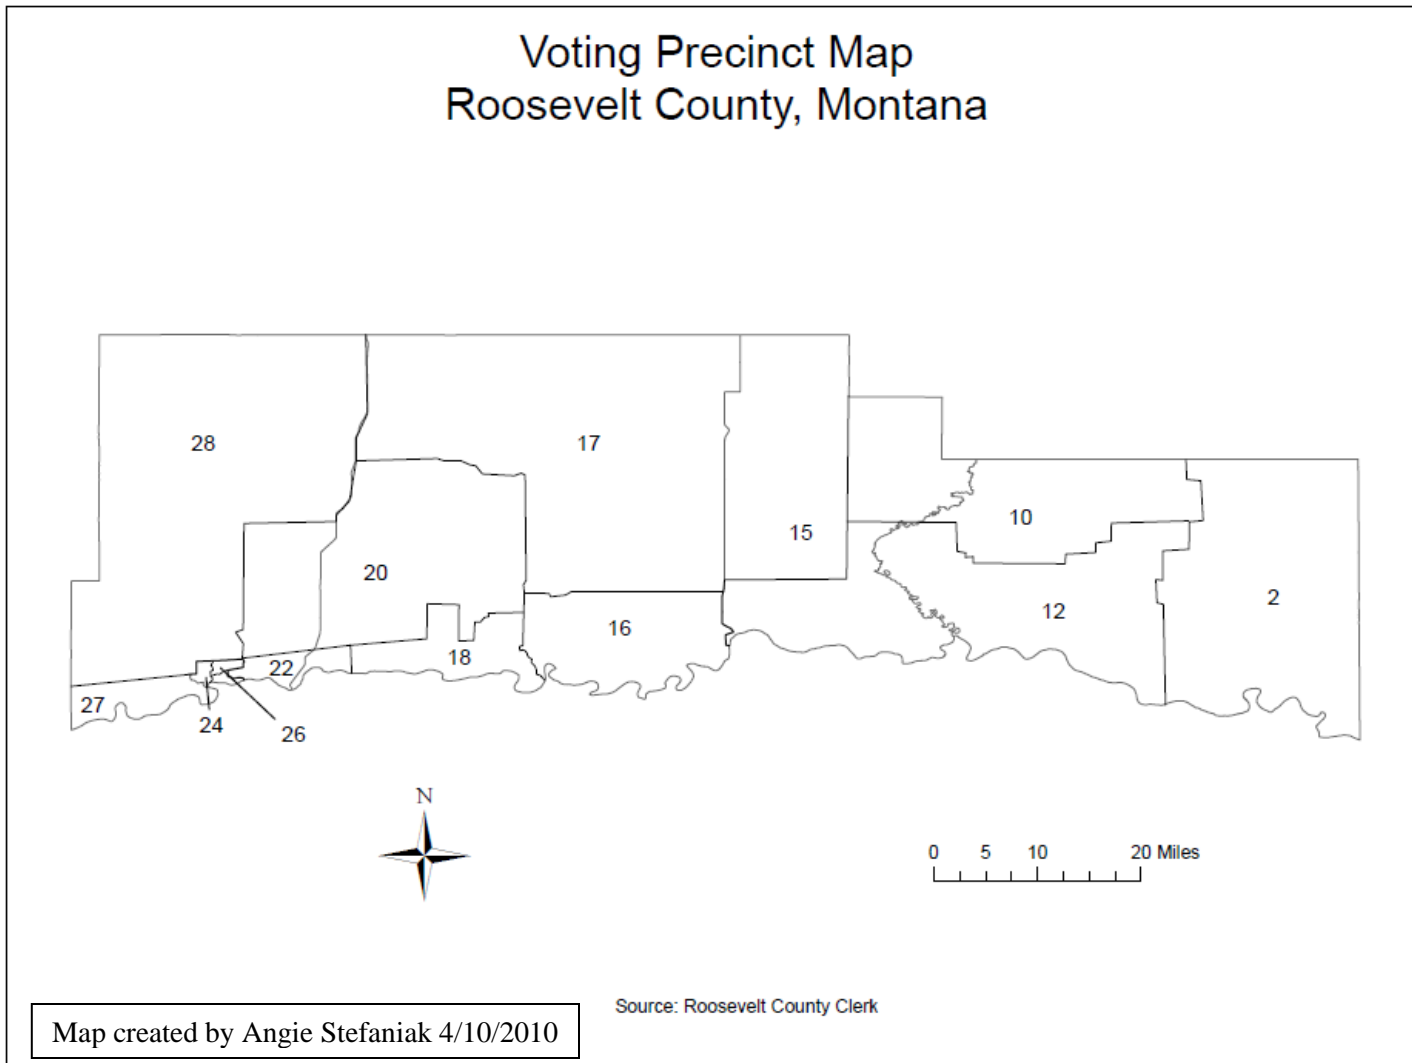 Voting Precinct Map
Roosevelt County, Montana
28
17
10
15
20
2
12
16
22
18
27
24
26
N
0 5 10 20 Miles
Source: Roosevelt County Clerk
Map created by Angie Stefaniak 4/10/2010